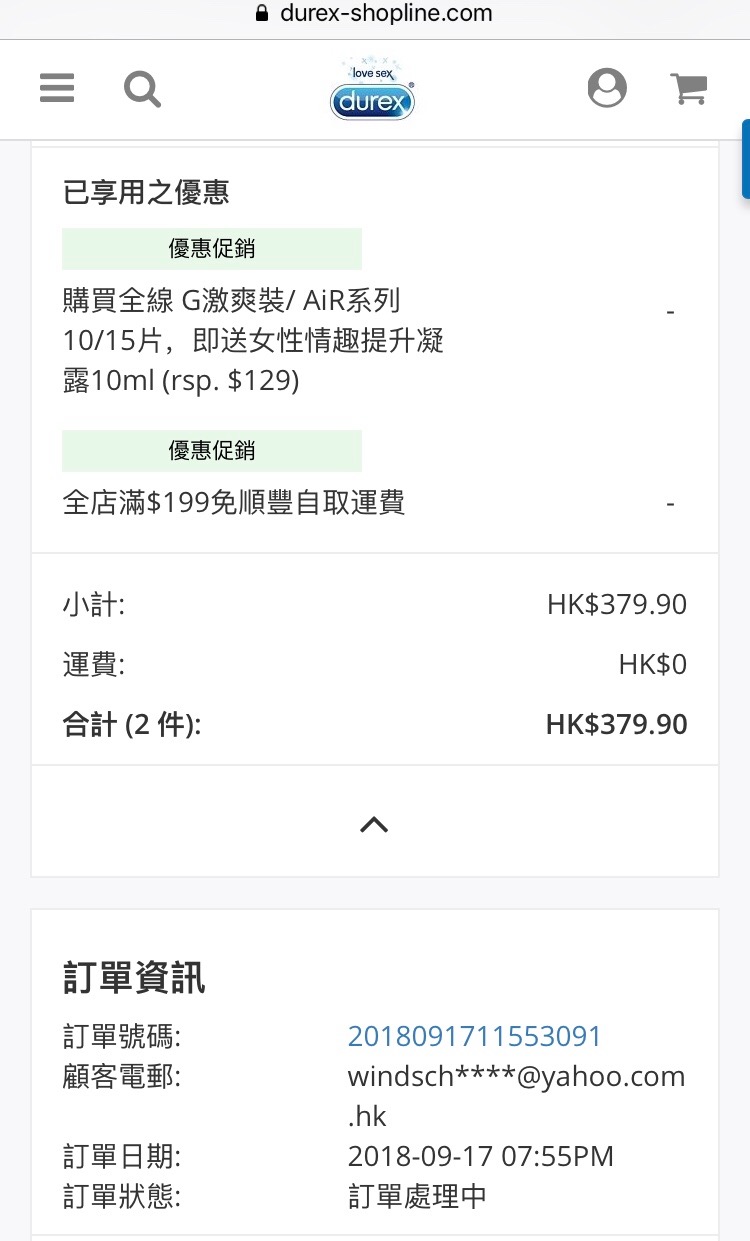 durex-shopline.com
love sex
durex®
已享用之優惠
優惠促銷
購買全線 G激爽裝/ AiR系列
10/15片，即送女性情趣提升凝
露10ml (rsp. $129)
-
優惠促銷
全店滿$199免順豐自取運費
-
小計:
HK$379.90
運費:
HK$0
合計 (2 件):
HK$379.90
訂單資訊
訂單號碼:
2018091711553091
顧客電郵:
windsch****@yahoo.com
.hk
訂單日期:
2018-09-17 07:55PM
訂單狀態:
訂單處理中